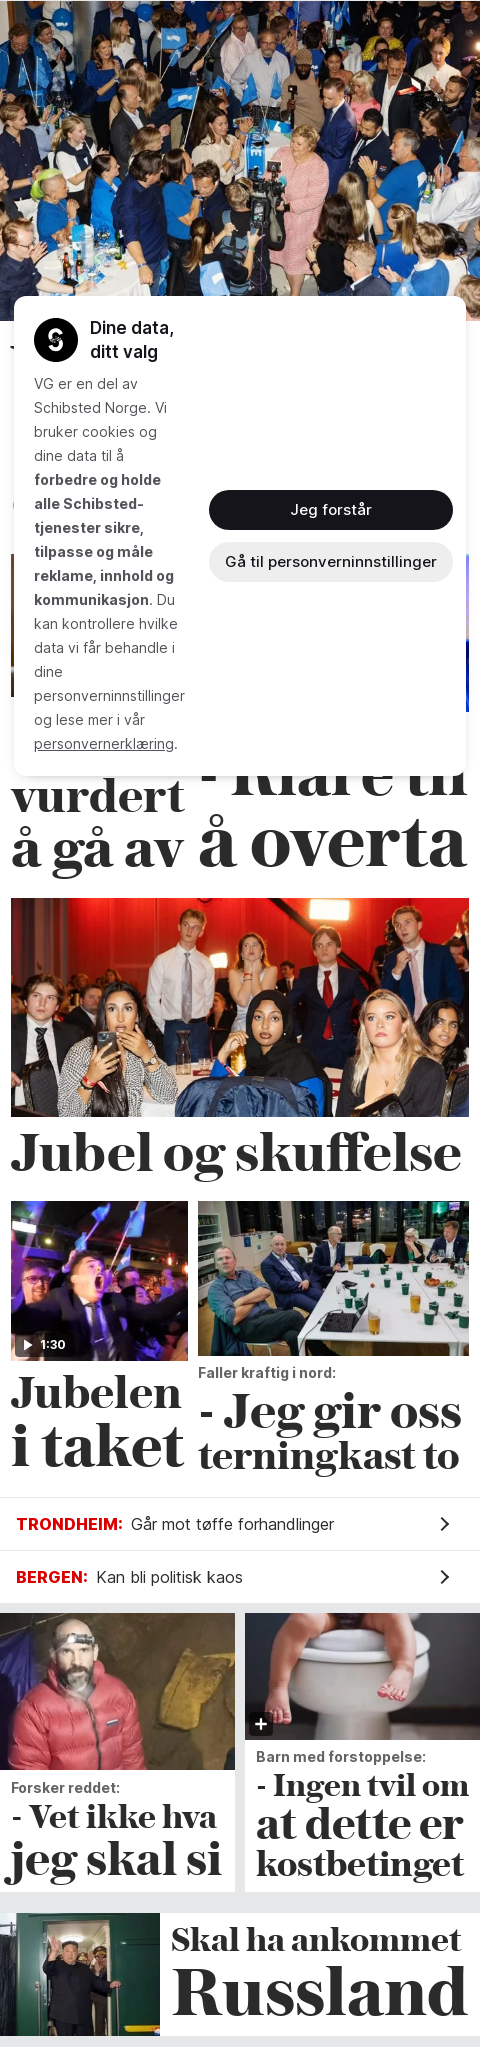 Dine data,
ditt valg
VG er en del av
Schibsted Norge. Vi
bruker cookies og
dine data til å
forbedre og holde
alle Schibsted-
tjenester sikre,
tilpasse og måle
reklame, innhold og
kommunikasjon. Du
kan kontrollere hvilke
data vi får behandle i
dine
personverninnstillinger
og lese mer i vår
personvernerklæring.
Jeg forstår
Gå til personverninnstillinger
vurdert
å gå av
- Klare til
å overta
Jubel og skuffelse
1:30
Jubelen
i taket
Faller kraftig i nord:
- Jeg gir oss
terningkast to
TRONDHEIM: Går mot tøffe forhandlinger
BERGEN: Kan bli politisk kaos
Forsker reddet:
- Vet ikke hva
jeg skal si
Barn med forstoppelse:
- Ingen tvil om
at dette er
kostbetinget
Skal ha ankommet
Russland